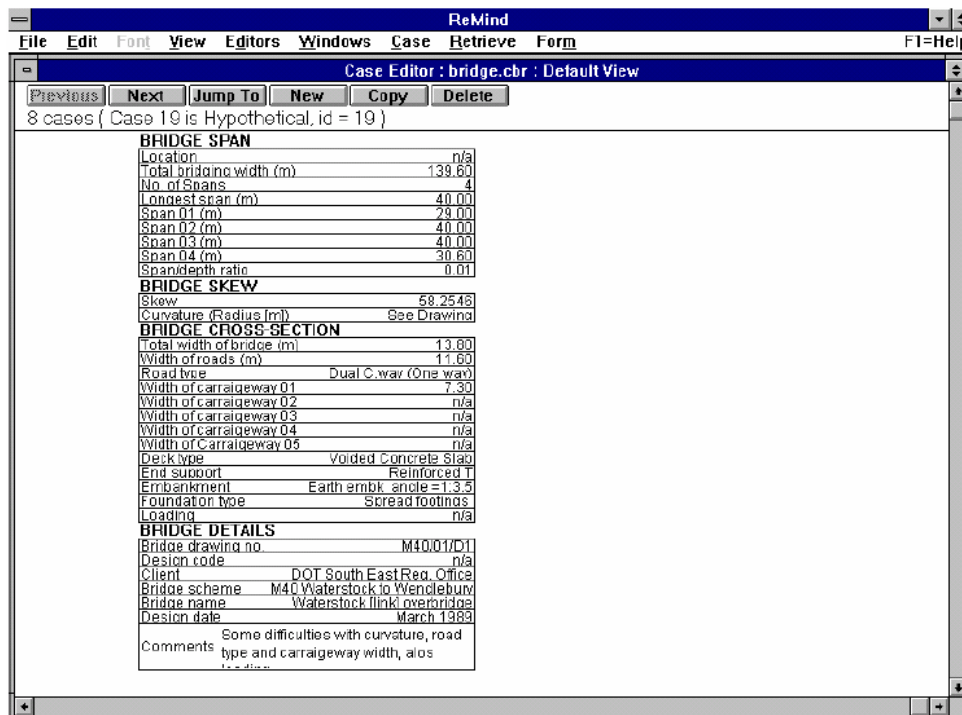 ReMind
File Edit Font View Editors Windows Case Retrieve Form F1=Help
Case Editor : bridge.cbr : Default View
Previous Next Jump To New Copy Delete
8 cases ( Case 19 is Hypothetical, id = 19 )
BRIDGE SPAN
Location n/a
Total bridging width (m) 139.60
No. of Spans 4
Longest span (m) 40.00
Span 01 (m) 29.00
Span 02 (m) 40.00
Span 03 (m) 40.00
Span 04 (m) 30.60
Span/depth ratio 0.01
BRIDGE SKEW
Skew 58.2546
Curvature (Radius [m]) See Drawing
BRIDGE CROSS-SECTION
Total width of bridge (m) 13.80
Width of roads (m) 11.60
Road type Dual C.way (One way)
Width of carraigeway 01 7.30
Width of carraigeway 02 n/a
Width of carraigeway 03 n/a
Width of carraigeway 04 n/a
Width of Carraigeway 05 n/a
Deck type Voided Concrete Slab
End support Reinforced T
Embankment Earth embk. angle =1:3.5
Foundation type Spread footings
Loading n/a
BRIDGE DETAILS
Bridge drawing no. M40/01/D1
Design code n/a
Client DOT South East Reg. Office
Bridge scheme M40 Waterstock to Wendlebury
Bridge name Waterstock [link] overbridge
Design date March 1989
Comments Some difficulties with curvature, road
type and carraigeway width, alos